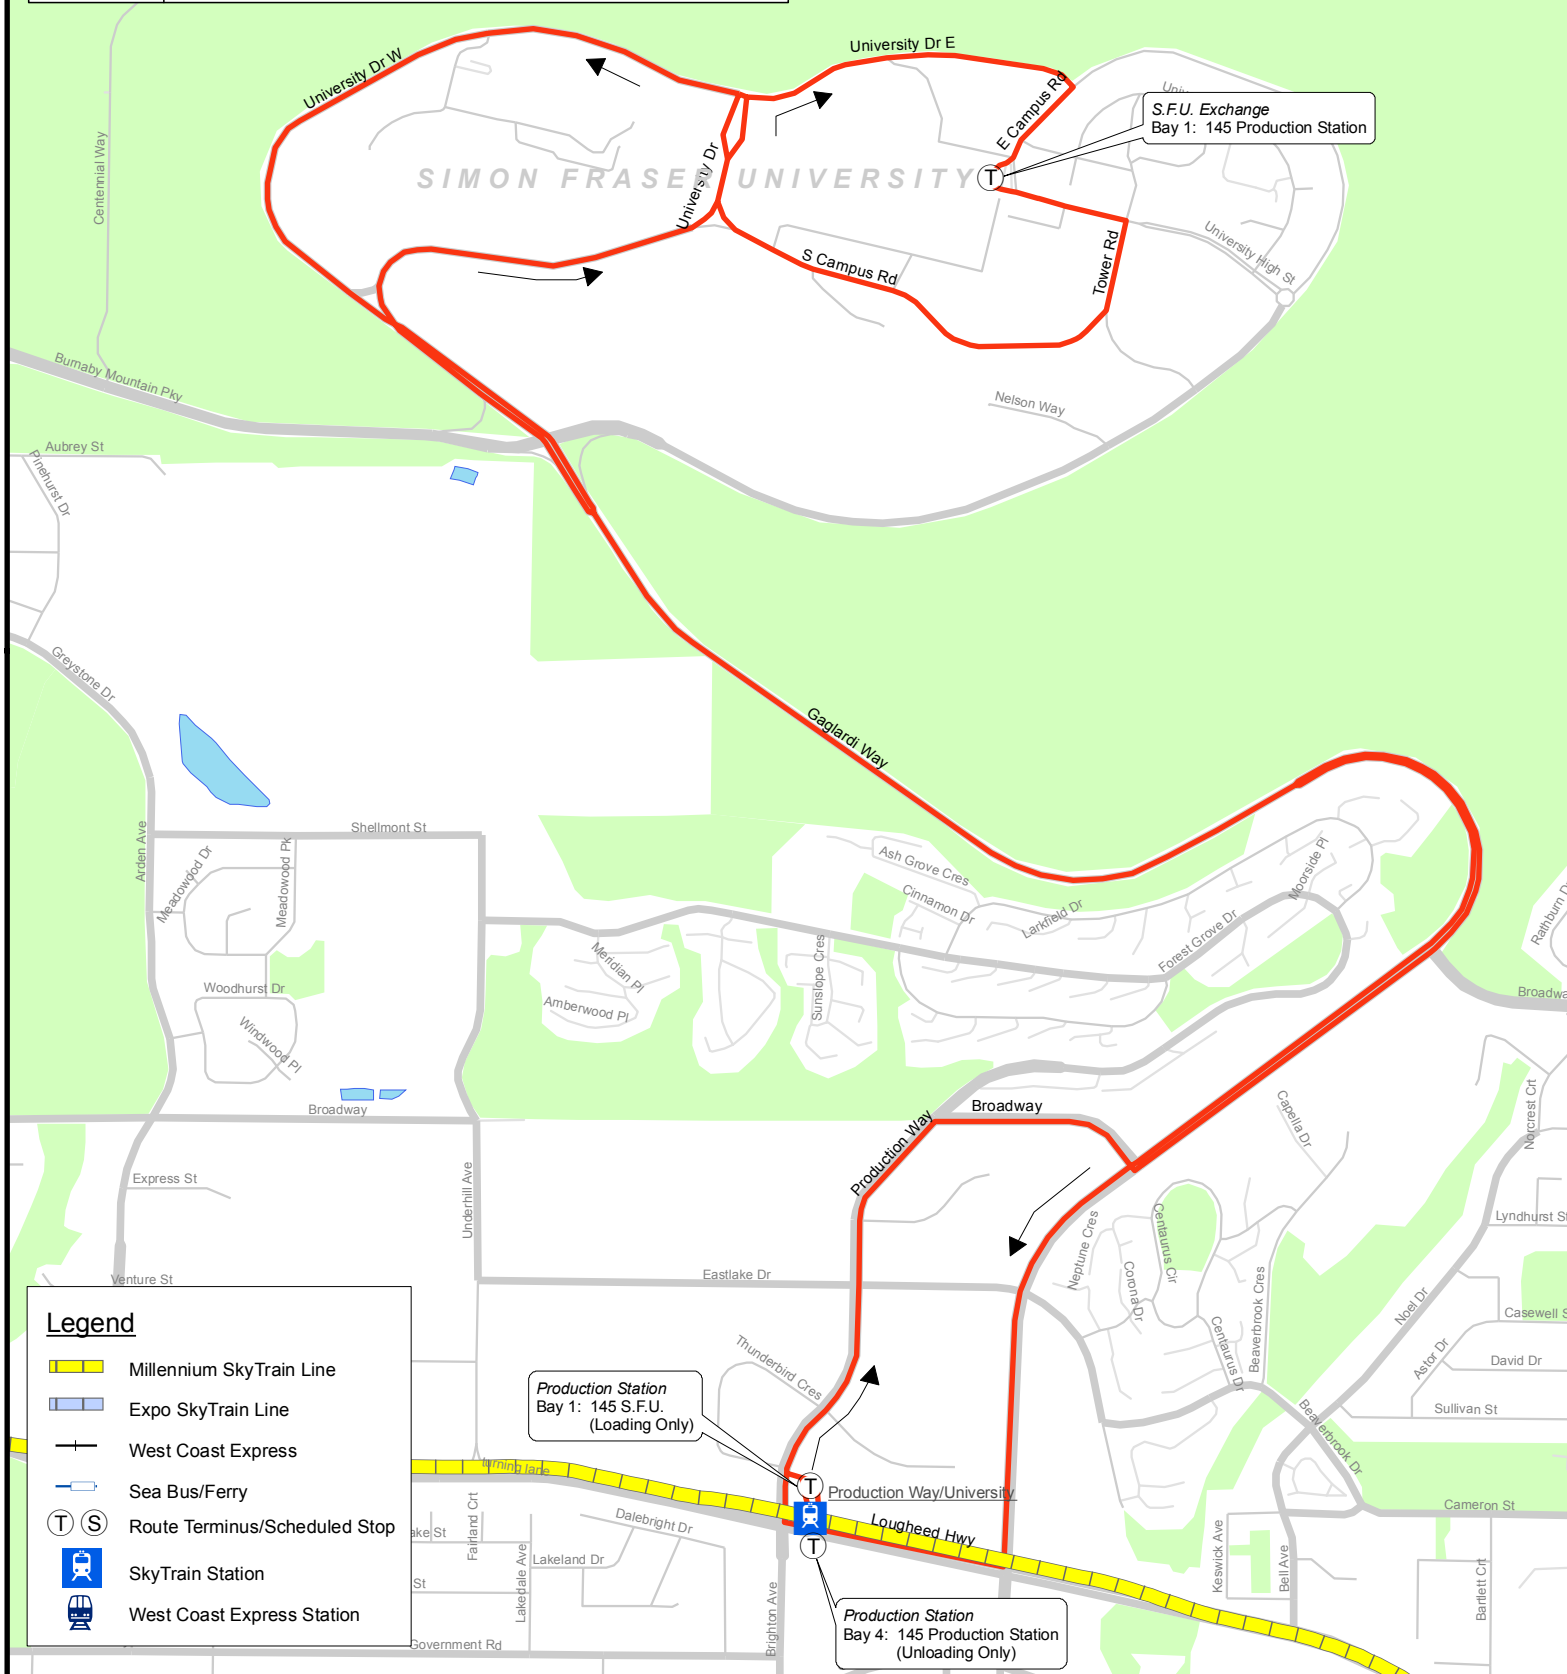 University Dr W
University Dr E
E Campus Rd
S.F.U. Exchange
Bay 1: 145 Production Station
T
SIMON FRASER UNIVERSITY
Centennial Way
University Dr
S Campus Rd
Tower Rd
University High St
Burnaby Mountain Pky
Nelson Way
Aubrey St
Pinehurst Dr
Greystone Dr
Gaglardi Way
Arden Ave
Shellmont St
Meadowood Dr
Meadowood Pk
Ash Grove Cres
Cinnamon Dr
Larkfield Dr
Moorside Pl
Forest Grove Dr
Rathburn D
Meridian Pl
Amberwood Pl
Sunslope Cres
Woodhurst Dr
Windwood Pl
Broadwa
Broadway
Broadway
Production Way
Capella Dr
Norcrest Crt
Express St
Underhill Ave
Neptune Cres
Centaurus Cir
Corona Dr
Lyndhurst St
Venture St
Eastlake Dr
Centaurus Dr
Beaverbrook Cres
Noel Dr
Casewell S
Astor Dr
David Dr
Thunderbird Cres
Sullivan St
Beaverbrook Dr
Legend
Millennium SkyTrain Line
Expo SkyTrain Line
West Coast Express
Sea Bus/Ferry
T S Route Terminus/Scheduled Stop
SkyTrain Station
West Coast Express Station
Production Station
Bay 1: 145 S.F.U.
(Loading Only)
turning lane
T
Production Way/University
Lougheed Hwy
T
Cameron St
Dalebright Dr
Fairland Crt
ake St
Lakeland Dr
St
Lakedale Ave
Keswick Ave
Bell Ave
Bartlett Crt
Brighton Ave
Production Station
Bay 4: 145 Production Station
(Unloading Only)
Government Rd